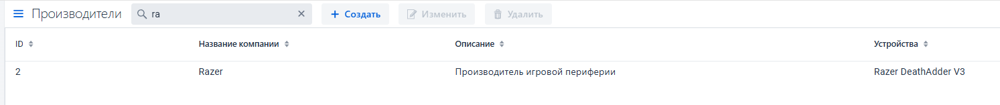 Производители ra Создать Изменить Удалить
ID Название компании Описание Устройства
2 Razer Производитель игровой периферии Razer DeathAdder V3